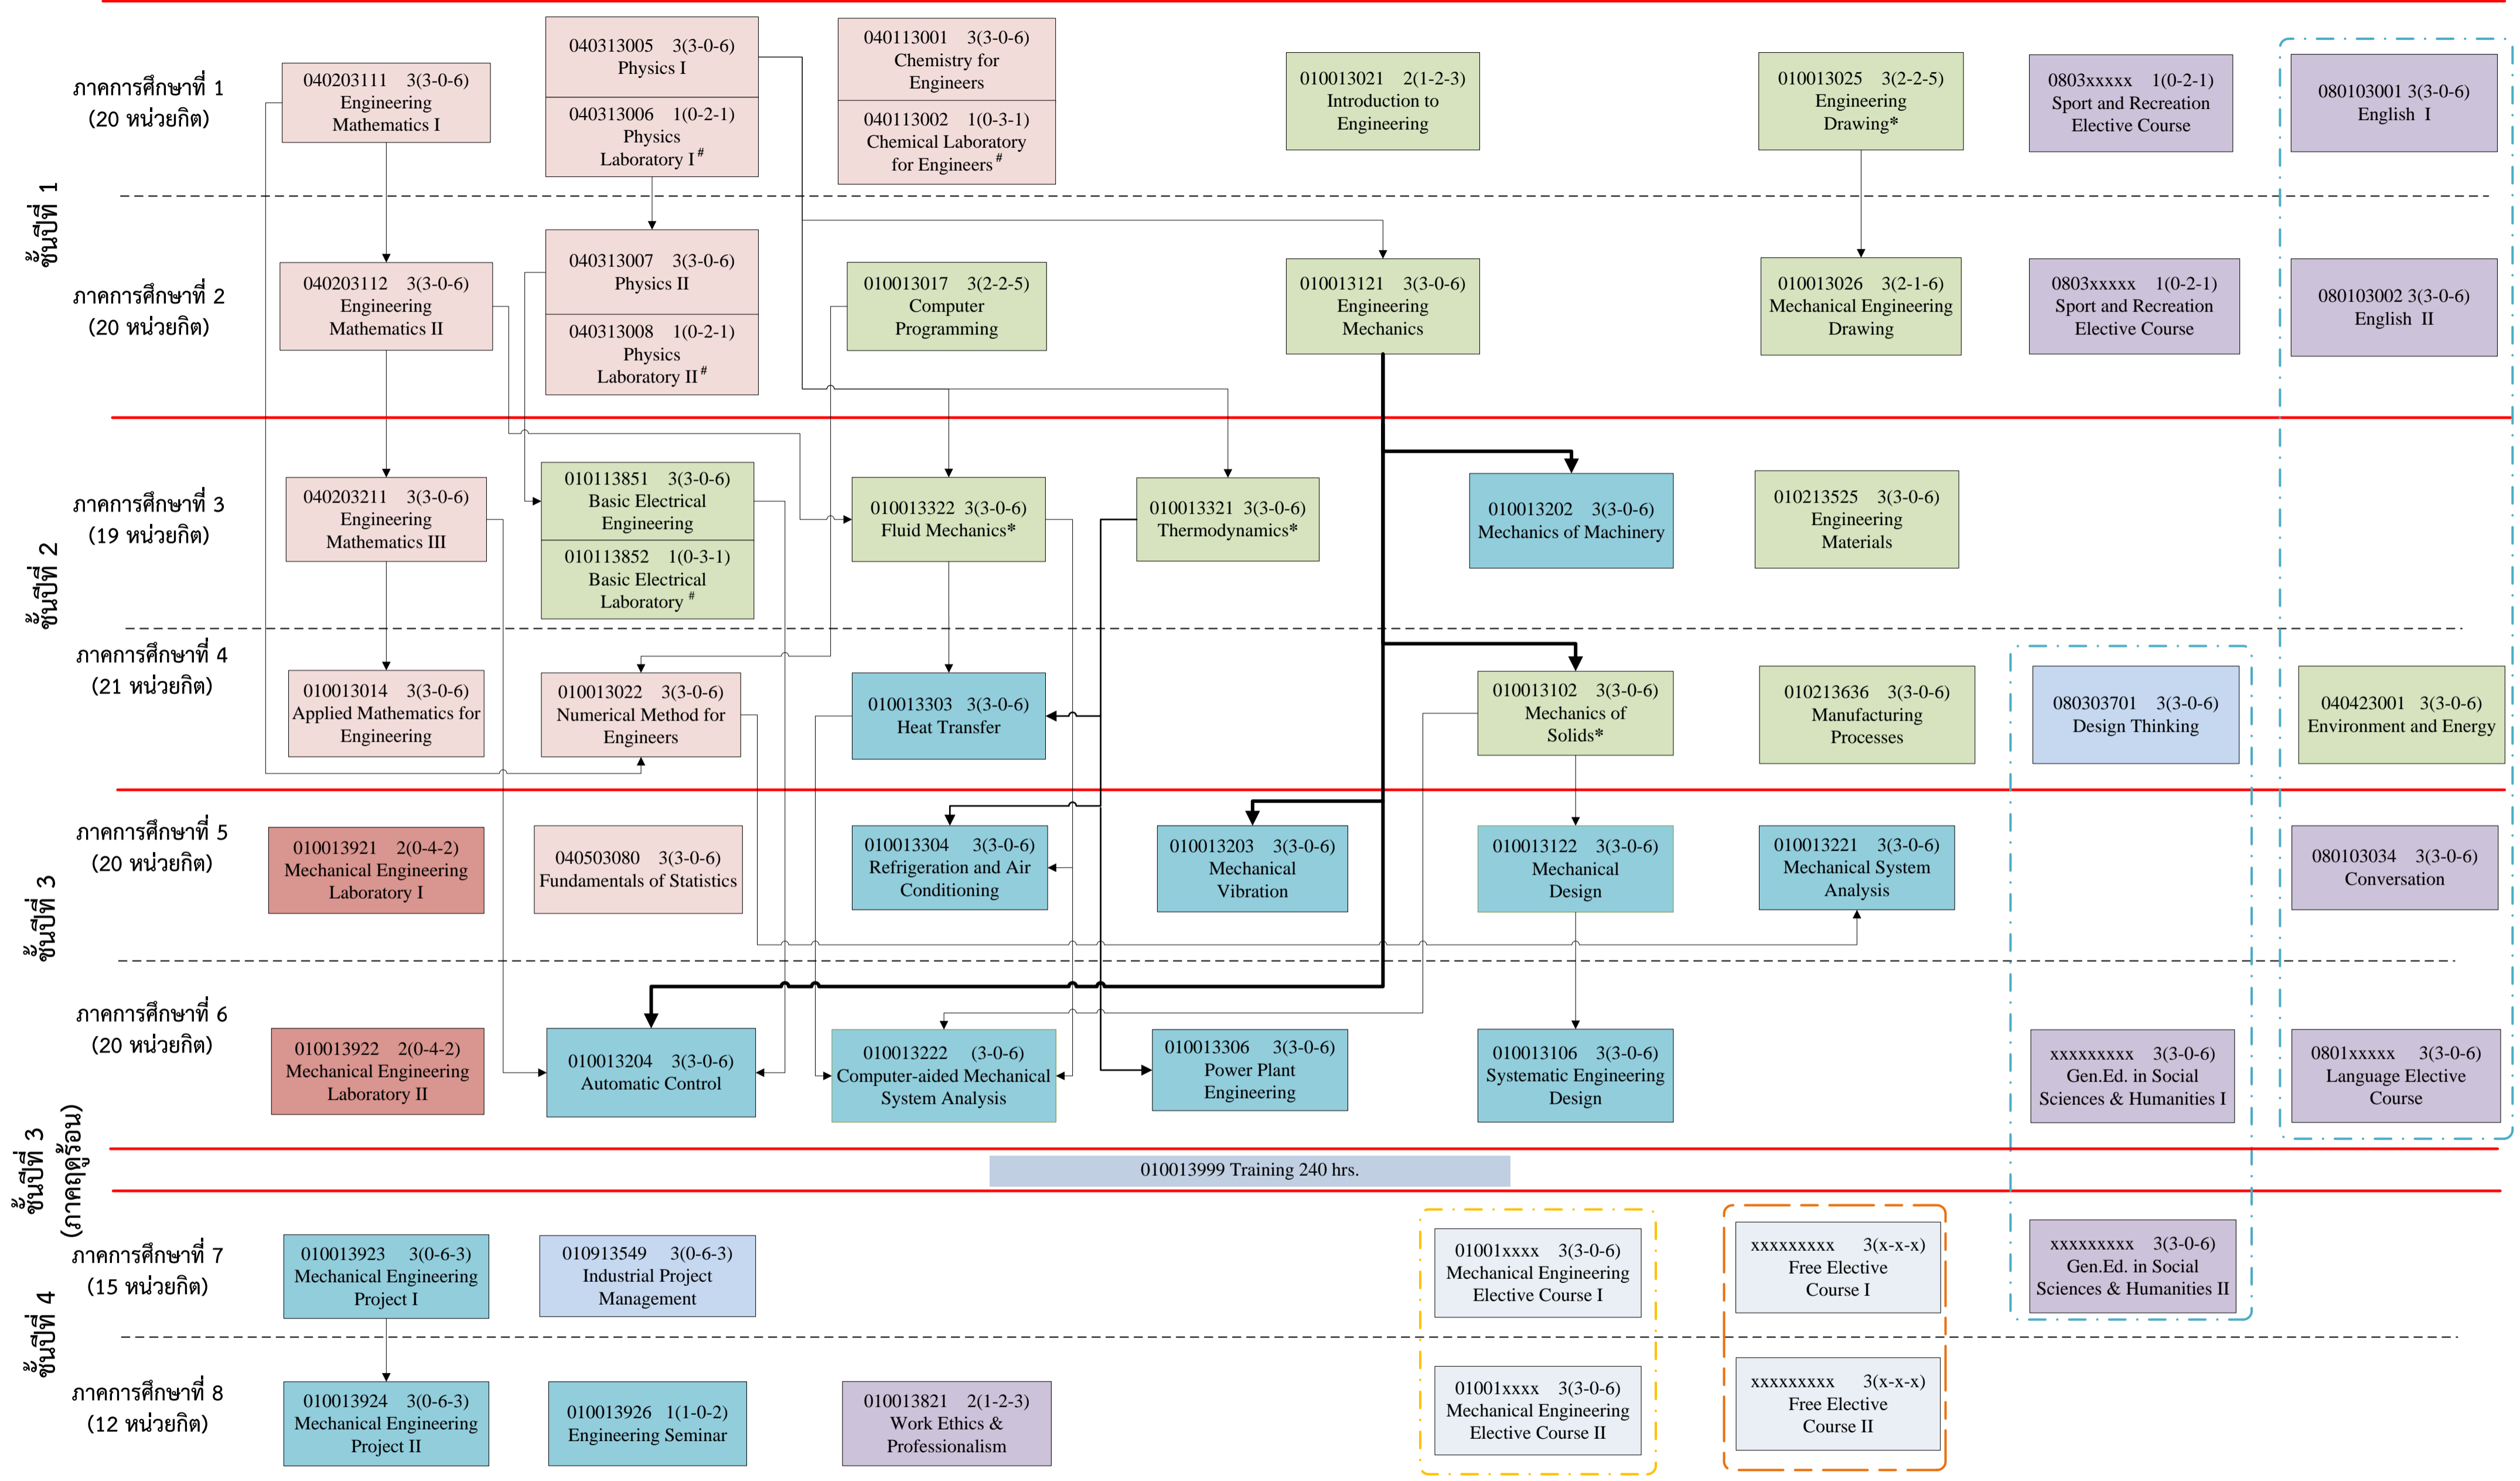 ชั้นปีที่ 1
ภาคการศึกษาที่ 1
(20 หน่วยกิต)
040203111 3(3-0-6)
Engineering
Mathematics I
040313005 3(3-0-6)
Physics I
040313006 1(0-2-1)
Physics
Laboratory I #
040113001 3(3-0-6)
Chemistry for
Engineers
040113002 1(0-3-1)
Chemical Laboratory
for Engineers #
010013021 2(1-2-3)
Introduction to
Engineering
010013025 3(2-2-5)
Engineering
Drawing*
0803xxxxx 1(0-2-1)
Sport and Recreation
Elective Course
080103001 3(3-0-6)
English I
ภาคการศึกษาที่ 2
(20 หน่วยกิต)
040203112 3(3-0-6)
Engineering
Mathematics II
040313007 3(3-0-6)
Physics II
040313008 1(0-2-1)
Physics
Laboratory II #
010013017 3(2-2-5)
Computer
Programming
010013121 3(3-0-6)
Engineering
Mechanics
010013026 3(2-1-6)
Mechanical Engineering
Drawing
0803xxxxx 1(0-2-1)
Sport and Recreation
Elective Course
080103002 3(3-0-6)
English II
ชั้นปีที่ 2
ภาคการศึกษาที่ 3
(19 หน่วยกิต)
040203211 3(3-0-6)
Engineering
Mathematics III
010113851 3(3-0-6)
Basic Electrical
Engineering
010113852 1(0-3-1)
Basic Electrical
Laboratory #
010013322 3(3-0-6)
Fluid Mechanics*
010013321 3(3-0-6)
Thermodynamics*
010013202 3(3-0-6)
Mechanics of Machinery
010213525 3(3-0-6)
Engineering
Materials
ภาคการศึกษาที่ 4
(21 หน่วยกิต)
010013014 3(3-0-6)
Applied Mathematics for
Engineering
010013022 3(3-0-6)
Numerical Method for
Engineers
010013303 3(3-0-6)
Heat Transfer
010013102 3(3-0-6)
Mechanics of
Solids*
010213636 3(3-0-6)
Manufacturing
Processes
080303701 3(3-0-6)
Design Thinking
040423001 3(3-0-6)
Environment and Energy
ชั้นปีที่ 3
ภาคการศึกษาที่ 5
(20 หน่วยกิต)
010013921 2(0-4-2)
Mechanical Engineering
Laboratory I
040503080 3(3-0-6)
Fundamentals of Statistics
010013304 3(3-0-6)
Refrigeration and Air
Conditioning
010013203 3(3-0-6)
Mechanical
Vibration
010013122 3(3-0-6)
Mechanical
Design
010013221 3(3-0-6)
Mechanical System
Analysis
080103034 3(3-0-6)
Conversation
ภาคการศึกษาที่ 6
(20 หน่วยกิต)
010013922 2(0-4-2)
Mechanical Engineering
Laboratory II
010013204 3(3-0-6)
Automatic Control
010013222 (3-0-6)
Computer-aided Mechanical
System Analysis
010013306 3(3-0-6)
Power Plant
Engineering
010013106 3(3-0-6)
Systematic Engineering
Design
xxxxxxxxx 3(3-0-6)
Gen.Ed. in Social
Sciences & Humanities I
0801xxxxx 3(3-0-6)
Language Elective
Course
ชั้นปีที่ 3
(ภาคฤดูร้อน)
010013999 Training 240 hrs.
ชั้นปีที่ 4
ภาคการศึกษาที่ 7
(15 หน่วยกิต)
010013923 3(0-6-3)
Mechanical Engineering
Project I
010913549 3(0-6-3)
Industrial Project
Management
01001xxxx 3(3-0-6)
Mechanical Engineering
Elective Course I
xxxxxxxxx 3(x-x-x)
Free Elective
Course I
xxxxxxxxx 3(3-0-6)
Gen.Ed. in Social
Sciences & Humanities II
ภาคการศึกษาที่ 8
(12 หน่วยกิต)
010013924 3(0-6-3)
Mechanical Engineering
Project II
010013926 1(1-0-2)
Engineering Seminar
010013821 2(1-2-3)
Work Ethics &
Professionalism
01001xxxx 3(3-0-6)
Mechanical Engineering
Elective Course II
xxxxxxxxx 3(x-x-x)
Free Elective
Course II